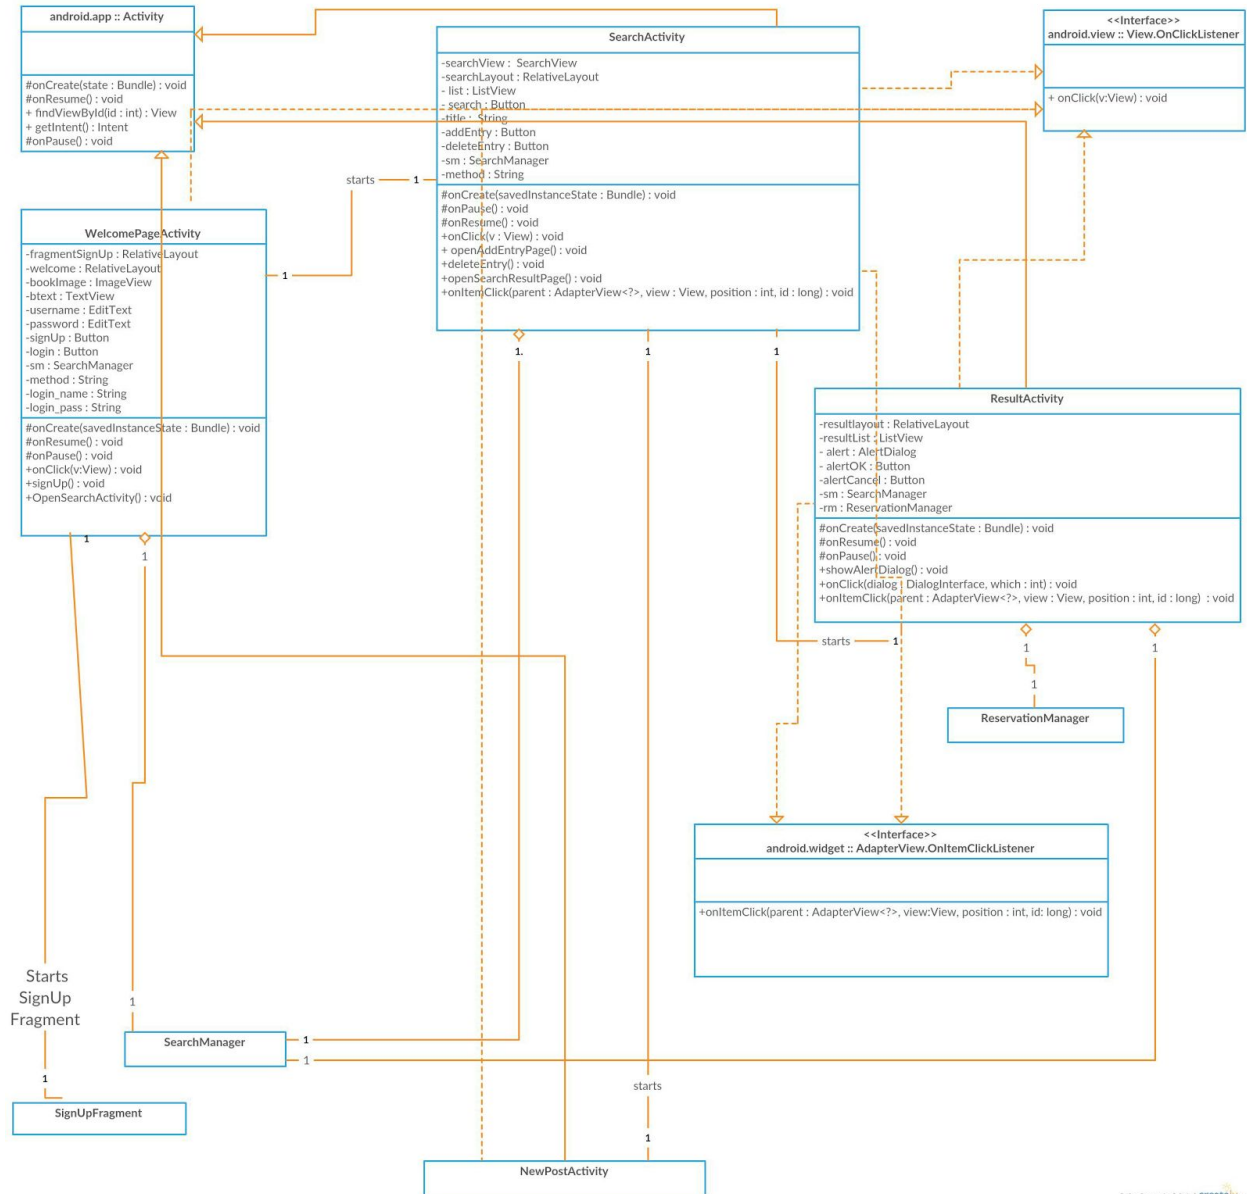 android.app :: Activity
#onCreate(state : Bundle) : void
#onResume() : void
+ findViewById(id : int) : View
+ getIntent() : Intent
#onPause() : void
SearchActivity
-searchView : SearchView
-searchLayout : RelativeLayout
- list : ListView
- search : Button
-title : String
-addEntry : Button
-deleteEntry : Button
-sm : SearchManager
-method : String
#onCreate(savedInstanceState : Bundle) : void
#onPause() : void
#onResume() : void
+onClick(v : View) : void
+ openAddEntryPage() : void
+deleteEntry() : void
+openSearchResultPage() : void
+onItemClick(parent : AdapterView<?>, view : View, position : int, id : long) : void
<<Interface>>
android.view :: View.OnClickListener
+ onClick(v:View) : void
starts
1
1
WelcomePageActivity
-fragmentSignUp : RelativeLayout
-welcome : RelativeLayout
-bookImage : ImageView
-btext : TextView
-username : EditText
-password : EditText
-signUp : Button
-login : Button
-sm : SearchManager
-method : String
-login_name : String
-login_pass : String
#onCreate(savedInstanceState : Bundle) : void
#onResume() : void
#onPause() : void
+onClick(v:View) : void
+signUp() : void
+OpenSearchActivity() : void
1.
1
1
ResultActivity
-resultlayout : RelativeLayout
-resultList : ListView
- alert : AlertDialog
- alertOK : Button
-alertCancel : Button
-sm : SearchManager
-rm : ReservationManager
#onCreate(savedInstanceState : Bundle) : void
#onResume() : void
#onPause() : void
+showAlertDialog() : void
+onClick(dialog : DialogInterface, which : int) : void
+onItemClick(parent : AdapterView<?>, view : View, position : int, id : long) : void
1
1
starts
1
1
1
1
ReservationManager
<<Interface>>
android.widget :: AdapterView.OnItemClickListener
+onItemClick(parent : AdapterView<?>, view:View, position : int, id: long) : void
Starts
SignUp
Fragment
1
SearchManager
1
1
1
SignUpFragment
starts
1
NewPostActivity